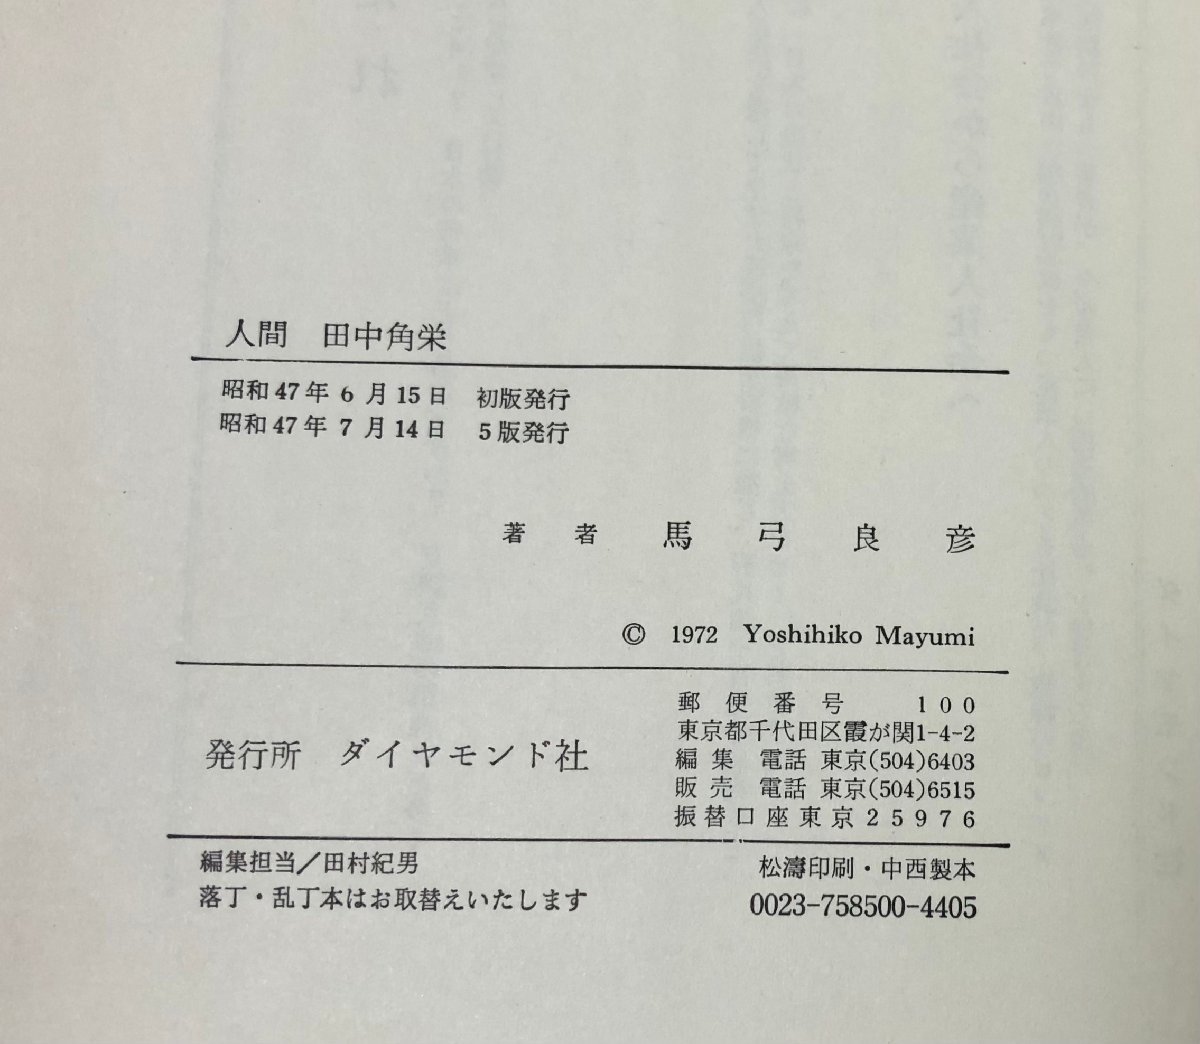 人間　田中角栄
昭和47年 6 月 15日　初版発行
昭和47年 7 月 14日　5 版発行
著　者　馬　弓　良　彦
© 1972 Yoshihiko Mayumi
発行所　ダイヤモンド社
郵　便　番　号　100
東京都千代田区霞が関1-4-2
編 集　電話 東京(504)6403
販 売　電話 東京(504)6515
振替口座東京 25976
編集担当/田村紀男
落丁・乱丁本はお取替えいたします
松濤印刷・中西製本
0023-758500-4405